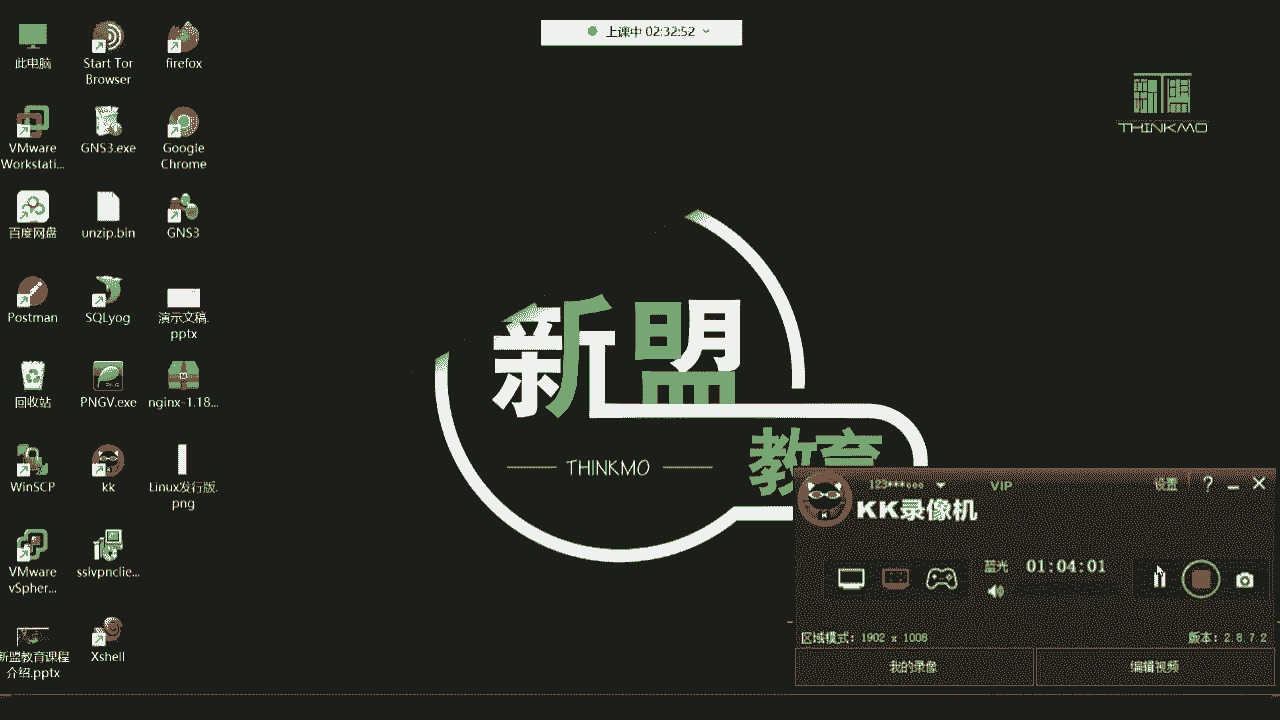 上课中 02:32:52
此电脑
Start Tor
Browser
firefox
VMware
Workstati...
GNS3.exe
Google
Chrome
百度网盘
unzip.bin
GNS3
Postman
SQLyog
演示文稿.
pptx
回收站
PNGV.exe
nginx-1.18...
WinSCP
kk
Linux发行版.
png
VMware
vSpher...
sslvpnclie...
新盟教育课程
介绍.pptx
Xshell
THINKMO
新盟
教育
THINKMO
VIP
设置
KK录像机
蓝光
01:04:01
区域模式: 1902 x 1008
版本: 2.8.7.2
我的录像
编辑视频